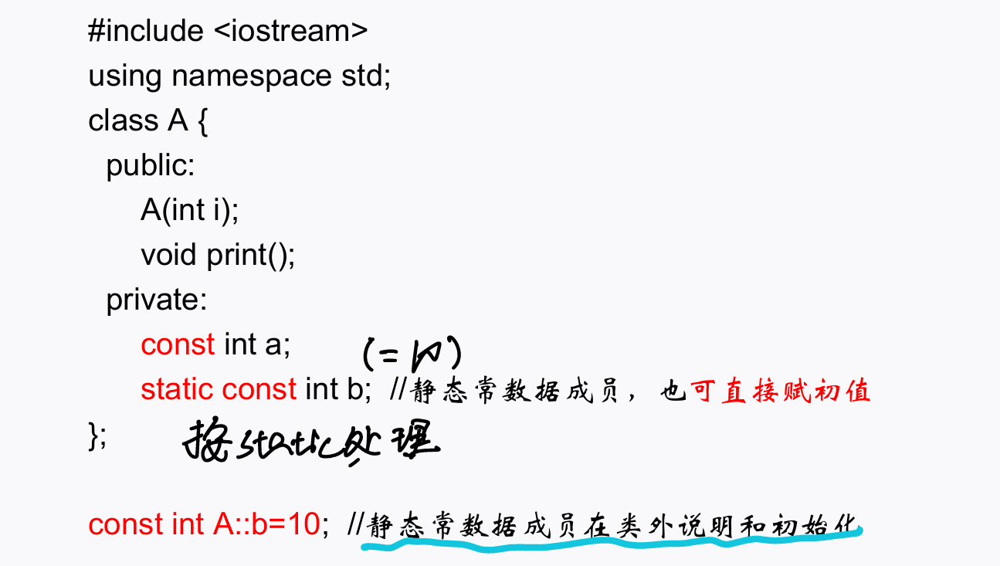 #include <iostream>
using namespace std;
class A {
public:
A(int i);
void print();
private:
const int a;
(= 10)
static const int b; //静态常数据成员，也可直接赋初值
};
按static处理
const int A::b=10; //静态常数据成员在类外说明和初始化